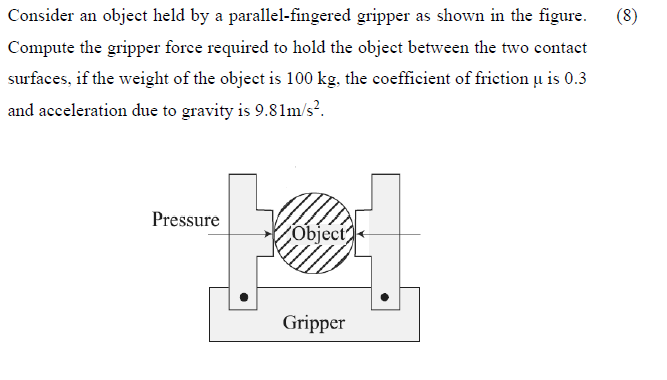 Consider an object held by a parallel-fingered gripper as shown in the figure. (8)
Compute the gripper force required to hold the object between the two contact
surfaces, if the weight of the object is 100 kg, the coefficient of friction μ is 0.3
and acceleration due to gravity is 9.81m/s².
Pressure
Object
Gripper